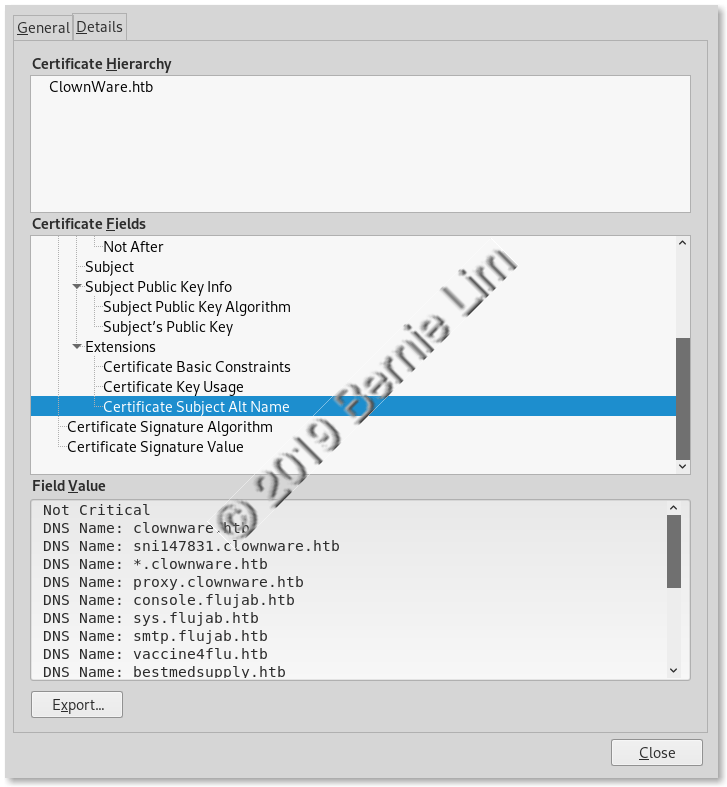 General Details
Certificate Hierarchy
ClownWare.htb
Certificate Fields
Not After
Subject
Subject Public Key Info
Subject Public Key Algorithm
Subject's Public Key
Extensions
Certificate Basic Constraints
Certificate Key Usage
Certificate Subject Alt Name
Certificate Signature Algorithm
Certificate Signature Value
Field Value
Not Critical
DNS Name: clownware.htb
DNS Name: sni147831.clownware.htb
DNS Name: *.clownware.htb
DNS Name: proxy.clownware.htb
DNS Name: console.flujab.htb
DNS Name: sys.flujab.htb
DNS Name: smtp.flujab.htb
DNS Name: vaccine4flu.htb
DNS Name: bestmedsupply.htb
Export...
Close
© 2019 Bernie Lim